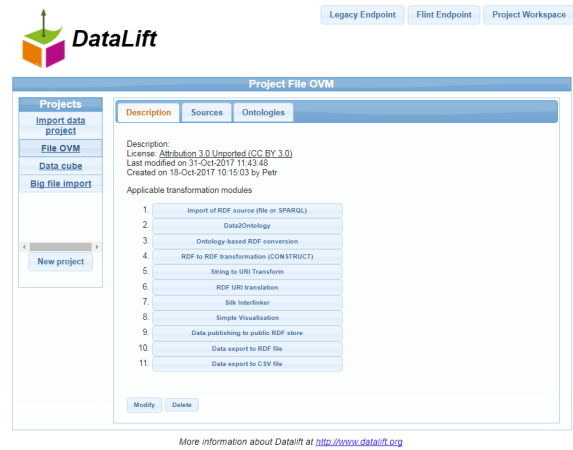 Legacy Endpoint Flint Endpoint Project Workspace
DataLift
Project File OVM
Projects
Import data
project
File OVM
Data cube
Big file import
New project
Description Sources Ontologies
Description:
License: Attribution 3.0 Unported (CC BY 3.0)
Last modified on 31-Oct-2017 11:43:48
Created on 18-Oct-2017 10:15:03 by Petr
Applicable transformation modules
1. Import of RDF source (file or SPARQL)
2. Data2Ontology
3. Ontology-based RDF conversion
4. RDF to RDF transformation (CONSTRUCT)
5. String to URI Transform
6. RDF URI translation
7. Silk Interlinker
8. Simple Visualisation
9. Data publishing to public RDF store
10. Data export to RDF file
11. Data export to CSV file
Modify Delete
More information about Datalift at http://www.datalift.org